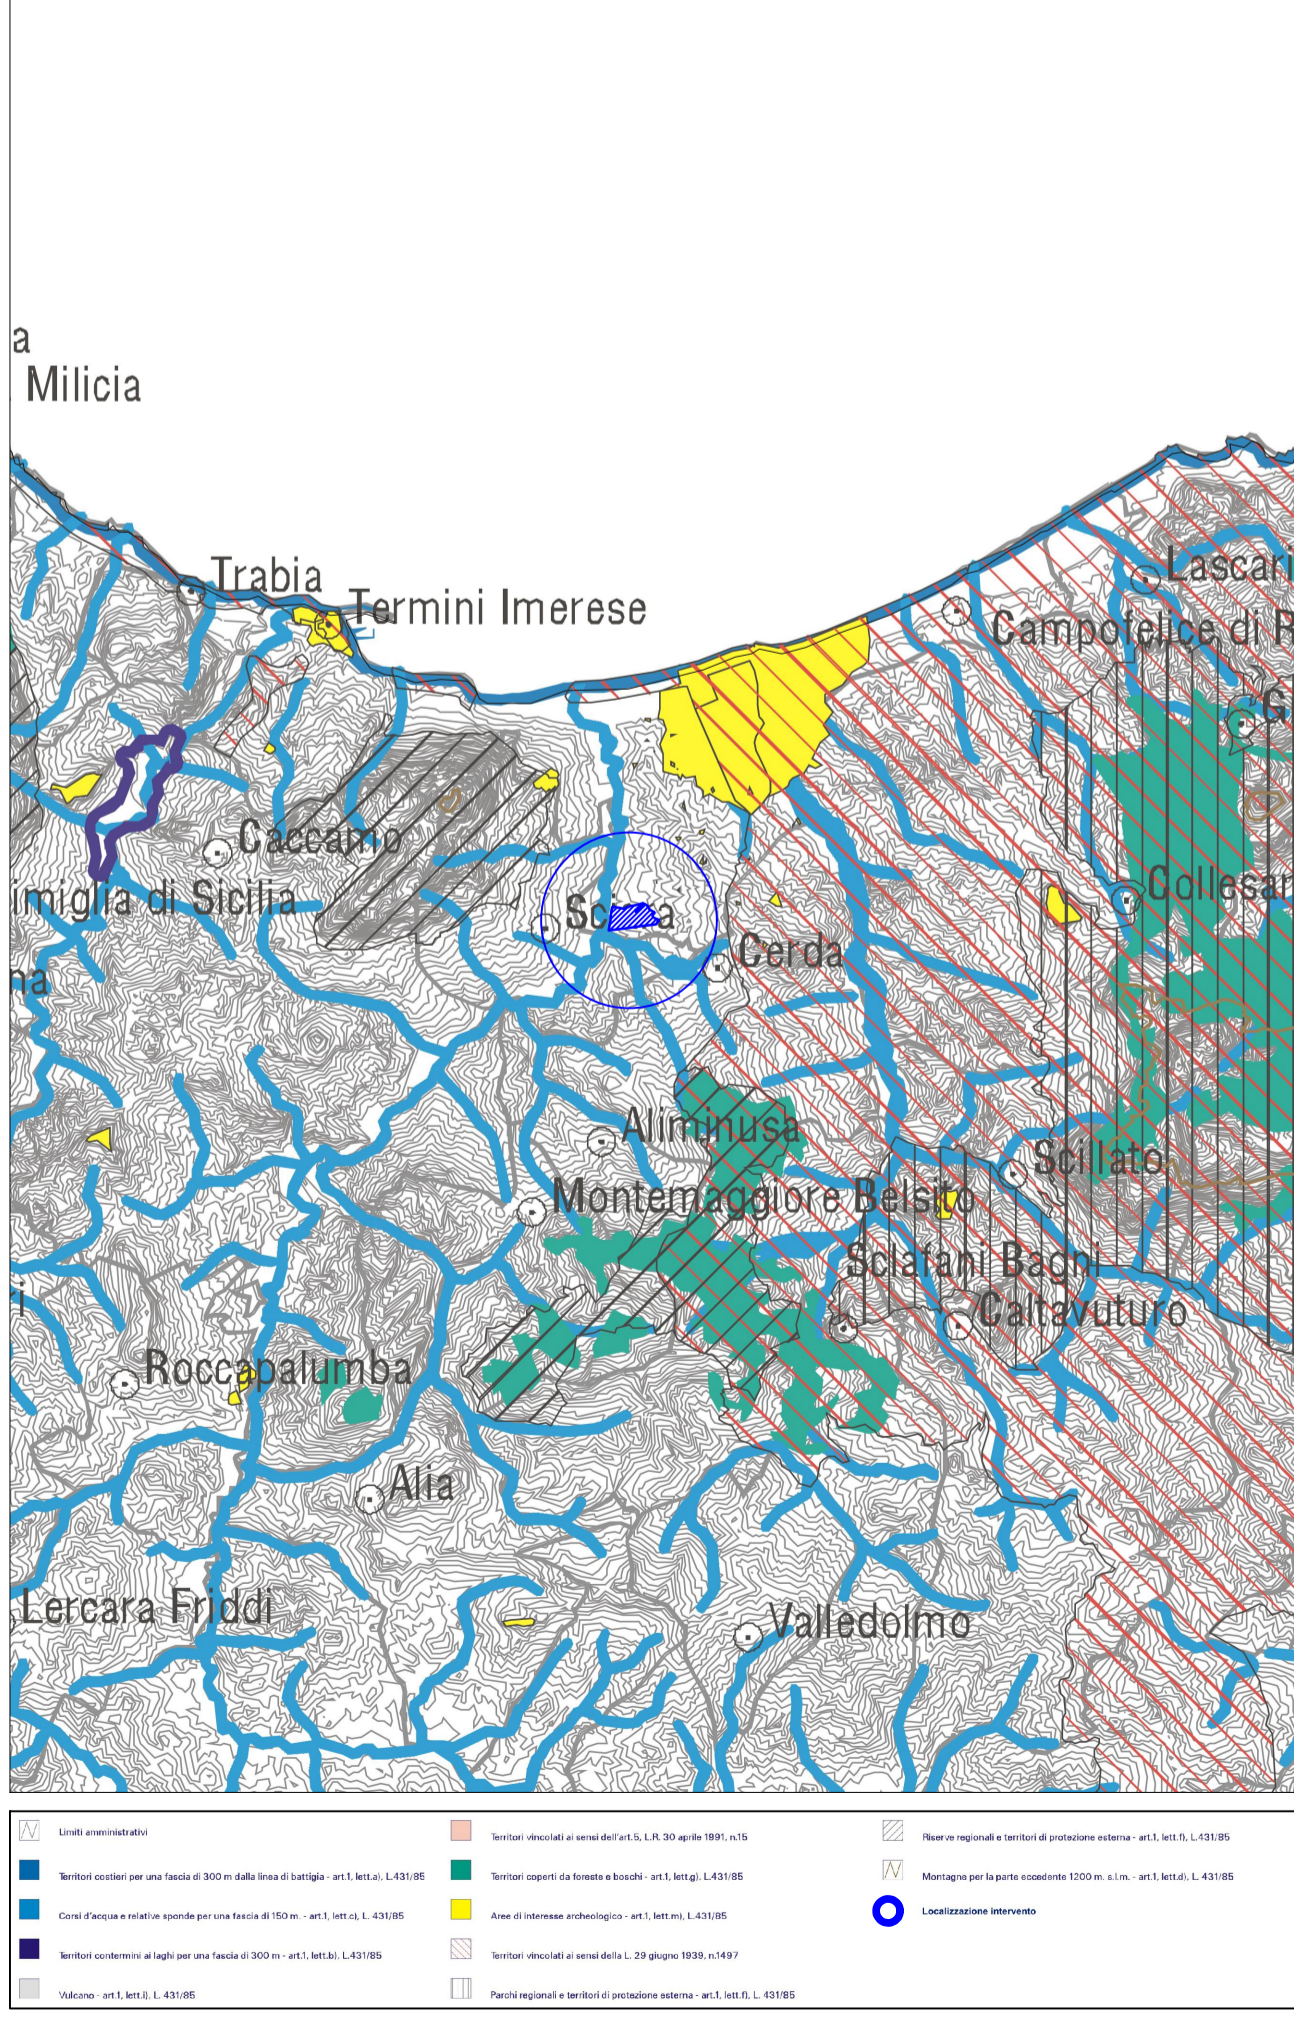 a
Milicia
Trabia
Termini Imerese
Lascari
Campofelice di R
G
Caccamo
imiglia di Sicilia
Collesar
Sc a
Cerda
na
Aliminusa
Scillato
Montemaggiore Belsito
Sclafani Bagni
ri
Caltavuturo
Roccapalumba
Alia
Lercara Friddi
Valledolmo
Limiti amministrativi
Territori costieri per una fascia di 300 m dalla linea di battigia - art.1, lett.a), L.431/85
Corsi d'acqua e relative sponde per una fascia di 150 m. - art.1, lett.c), L. 431/85
Territori contermini ai laghi per una fascia di 300 m - art.1, lett.b), L.431/85
Vulcano - art.1, lett.i), L. 431/85
Territori vincolati ai sensi dell'art.5, L.R. 30 aprile 1991, n.15
Territori coperti da foreste e boschi - art.1, lett.g), L.431/85
Aree di interesse archeologico - art.1, lett.m), L.431/85
Territori vincolati ai sensi della L. 29 giugno 1939, n.1497
Parchi regionali e territori di protezione esterna - art.1, lett.f), L. 431/85
Riserve regionali e territori di protezione esterna - art.1, lett.f), L.431/85
Montagne per la parte eccedente 1200 m. s.l.m. - art.1, lett.d), L. 431/85
Localizzazione intervento